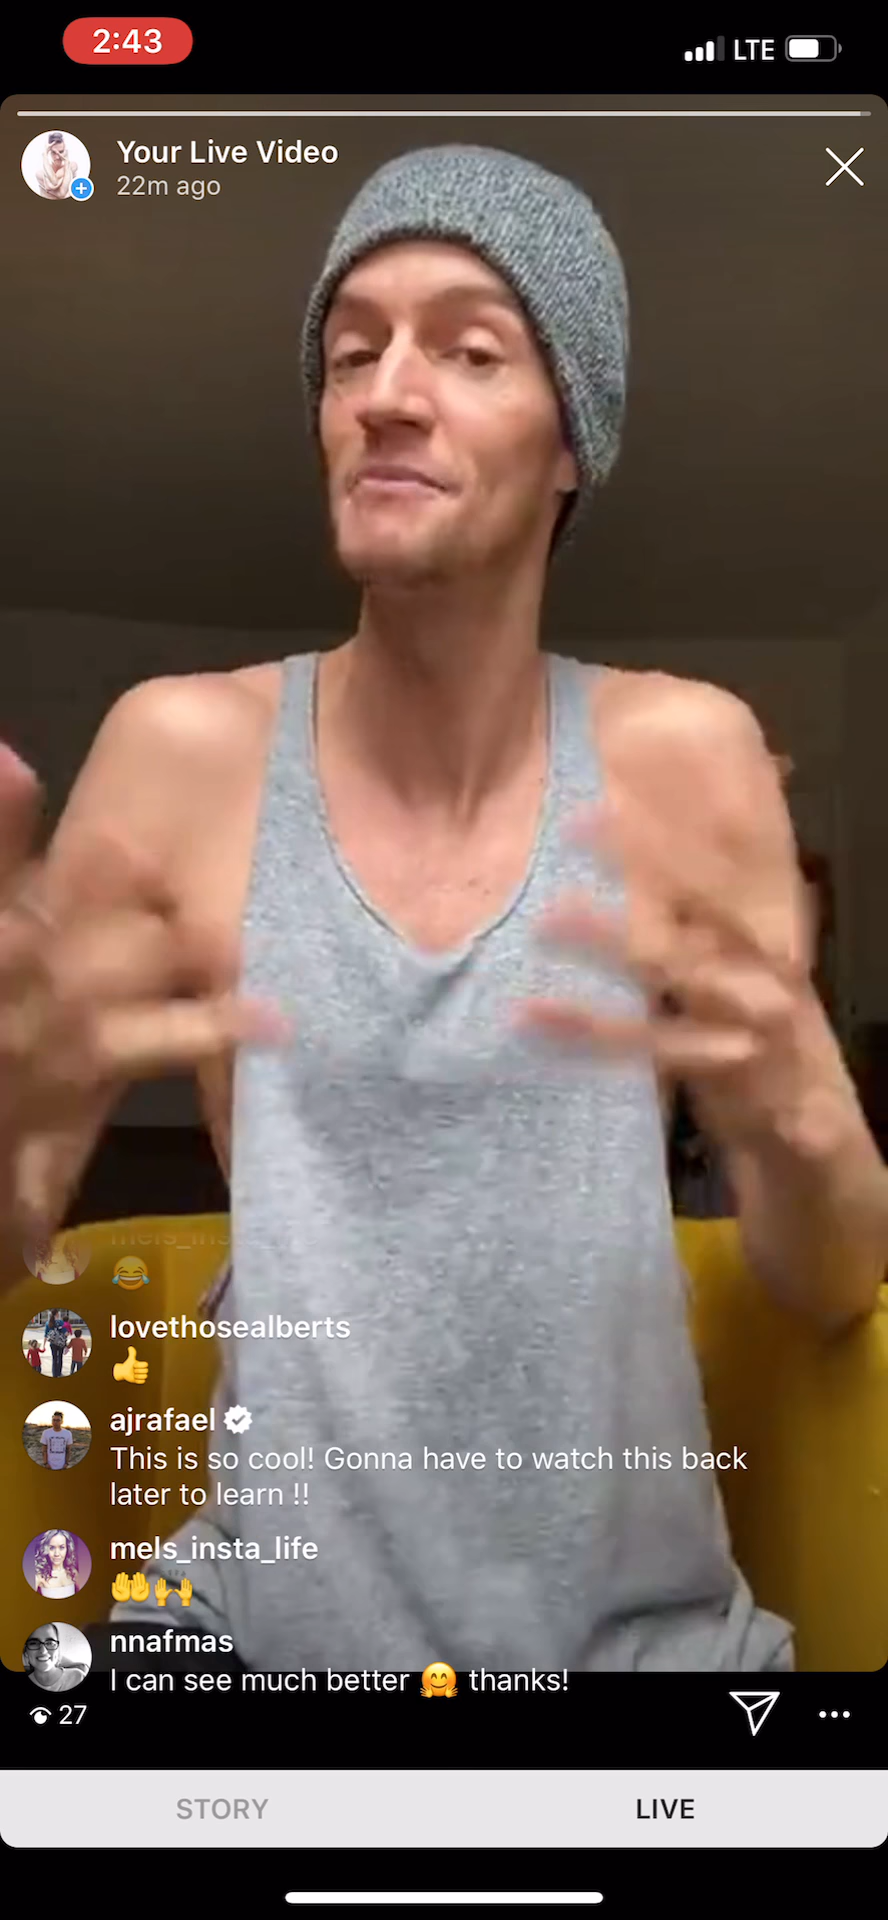 2:43
LTE
Your Live Video
22m ago
mels_insta_life
😂
lovethosealberts
👍
ajrafael
This is so cool! Gonna have to watch this back
later to learn !!
mels_insta_life
🤲🙌
nnafmas
I can see much better 🤗 thanks!
27
STORY
LIVE